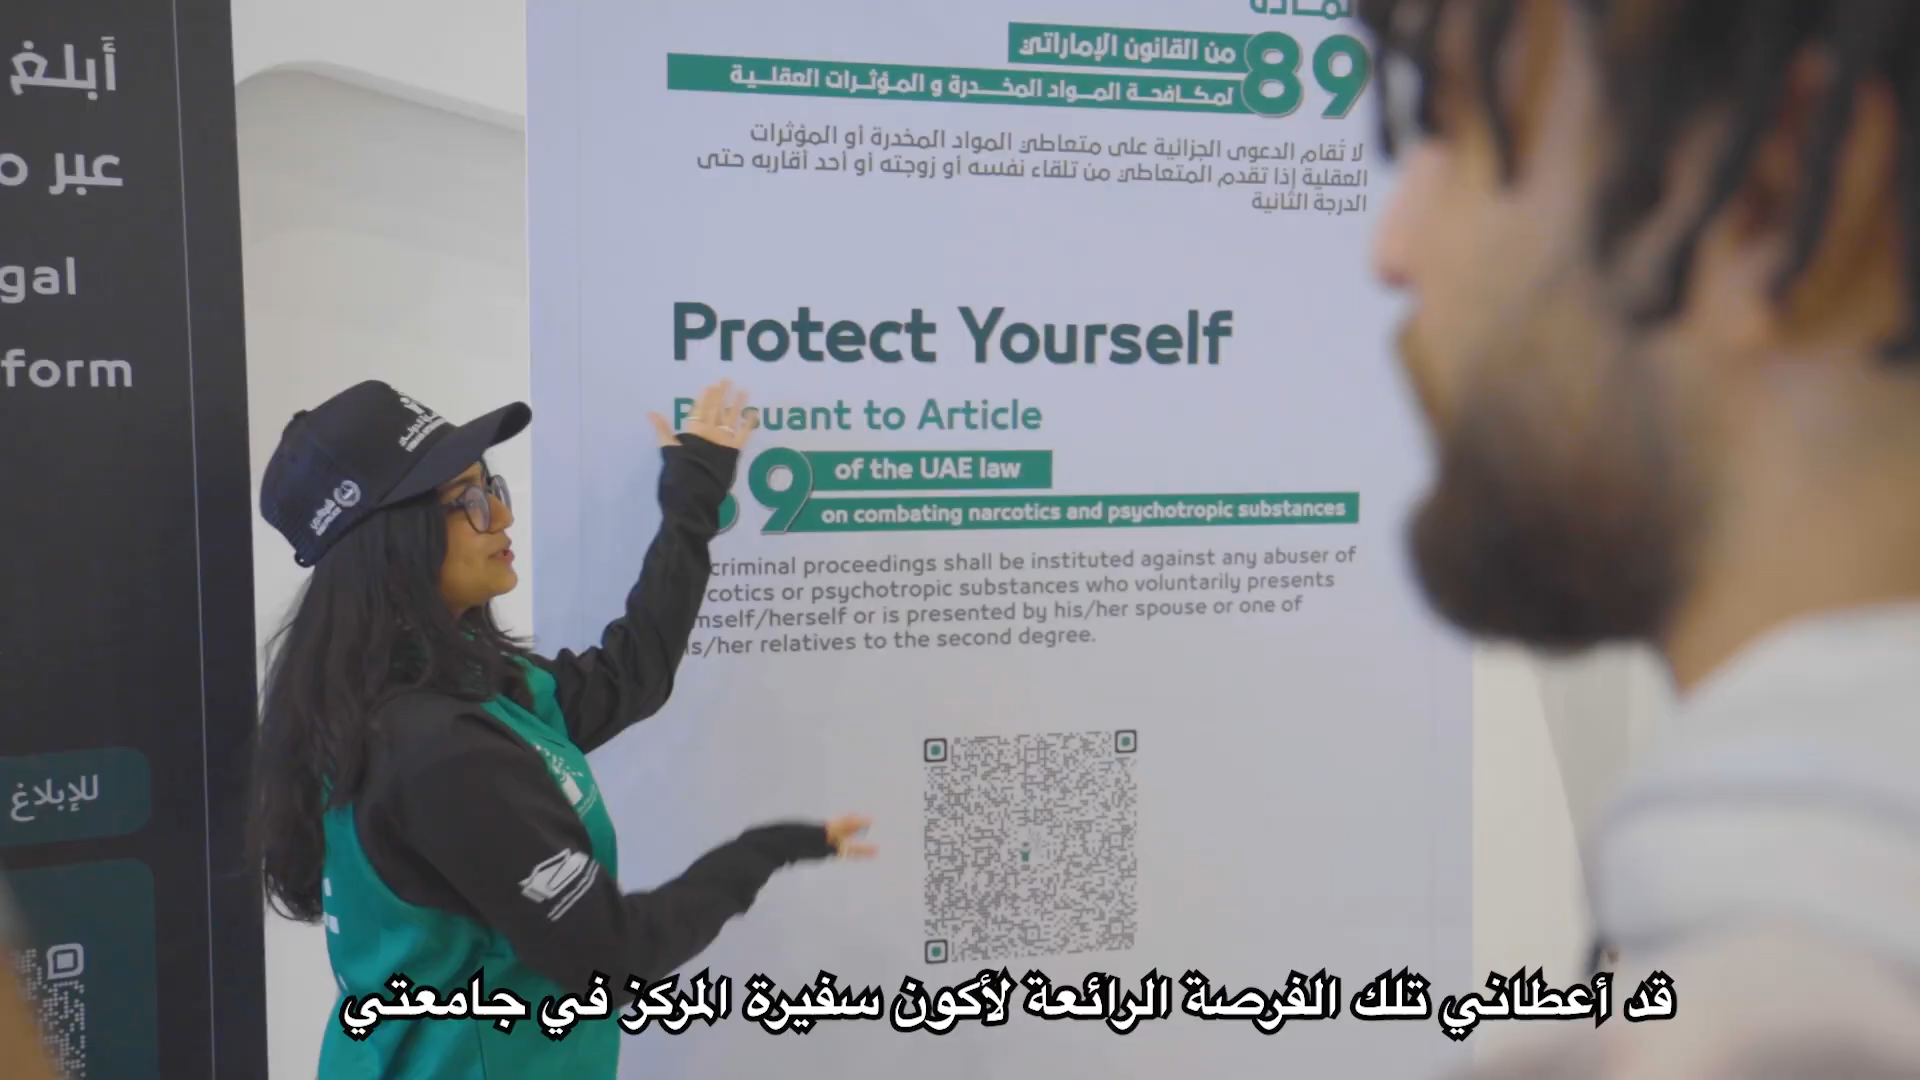 أبلغ
عبر
gal
form
للإبلاغ
89
من القانون الإماراتي
لمكافحة المواد المخدرة و المؤثرات العقلية
لا تُقام الدعوى الجزائية على متعاطي المواد المخدرة أو المؤثرات
العقلية إذا تقدم المتعاطي من تلقاء نفسه أو زوجته أو أحد أقاربه حتى
الدرجة الثانية
Protect Yourself
Pursuant to Article
89
of the UAE law
on combating narcotics and psychotropic substances
criminal proceedings shall be instituted against any abuser of
cotics or psychotropic substances who voluntarily presents
mself/herself or is presented by his/her spouse or one of
is/her relatives to the second degree.
قد أعطاني تلك الفرصة الرائعة لأكون سفيرة المركز في جامعتي